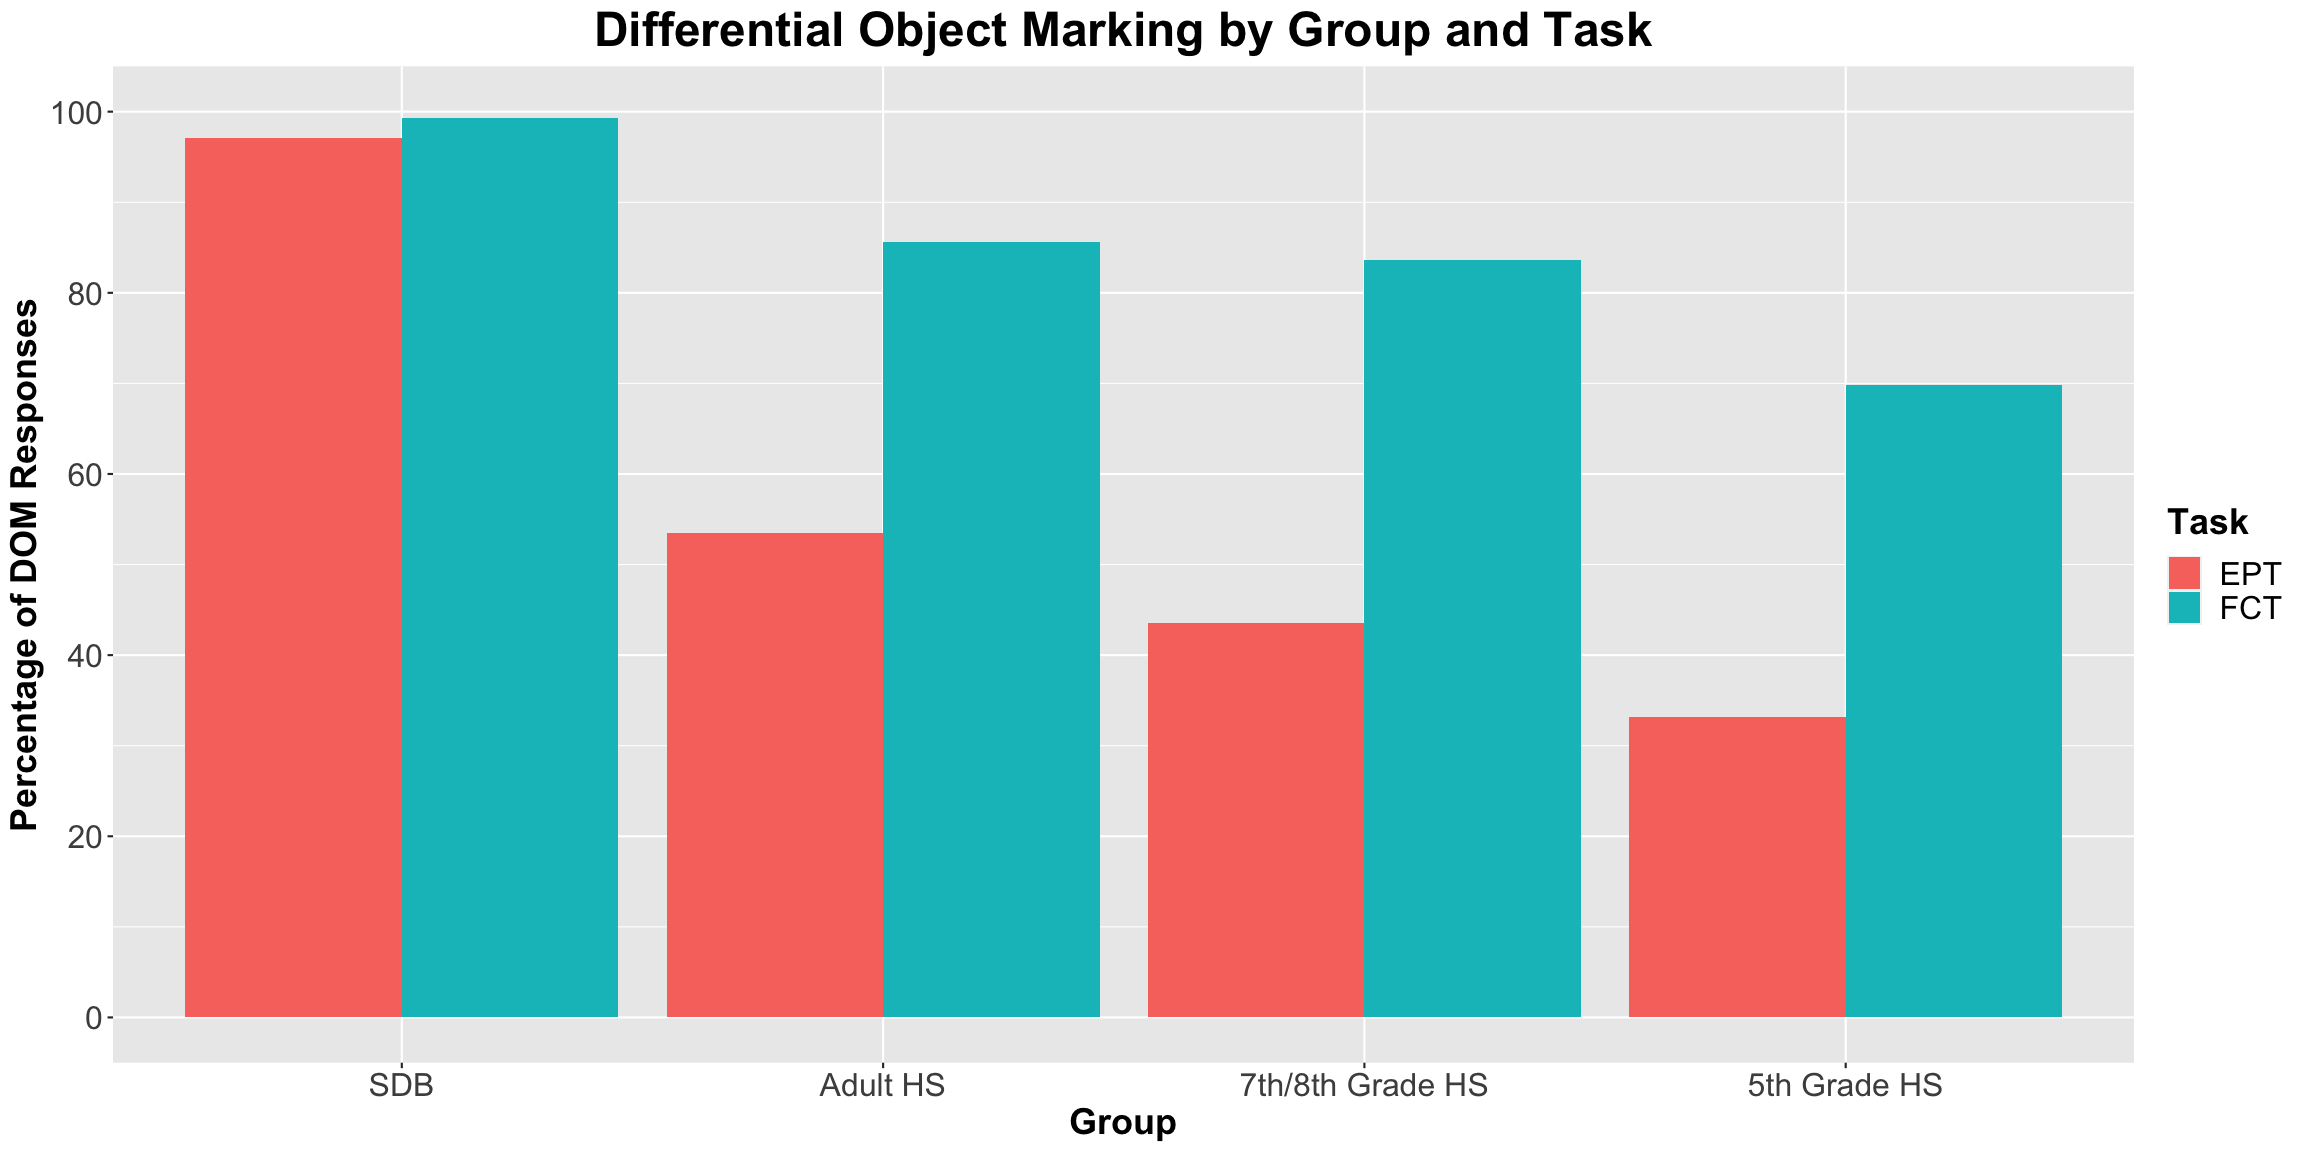 Differential Object Marking by Group and Task
Percentage of DOM Responses
100
80
60
40
20
0
SDB
Adult HS
7th/8th Grade HS
5th Grade HS
Group
Task
EPT
FCT